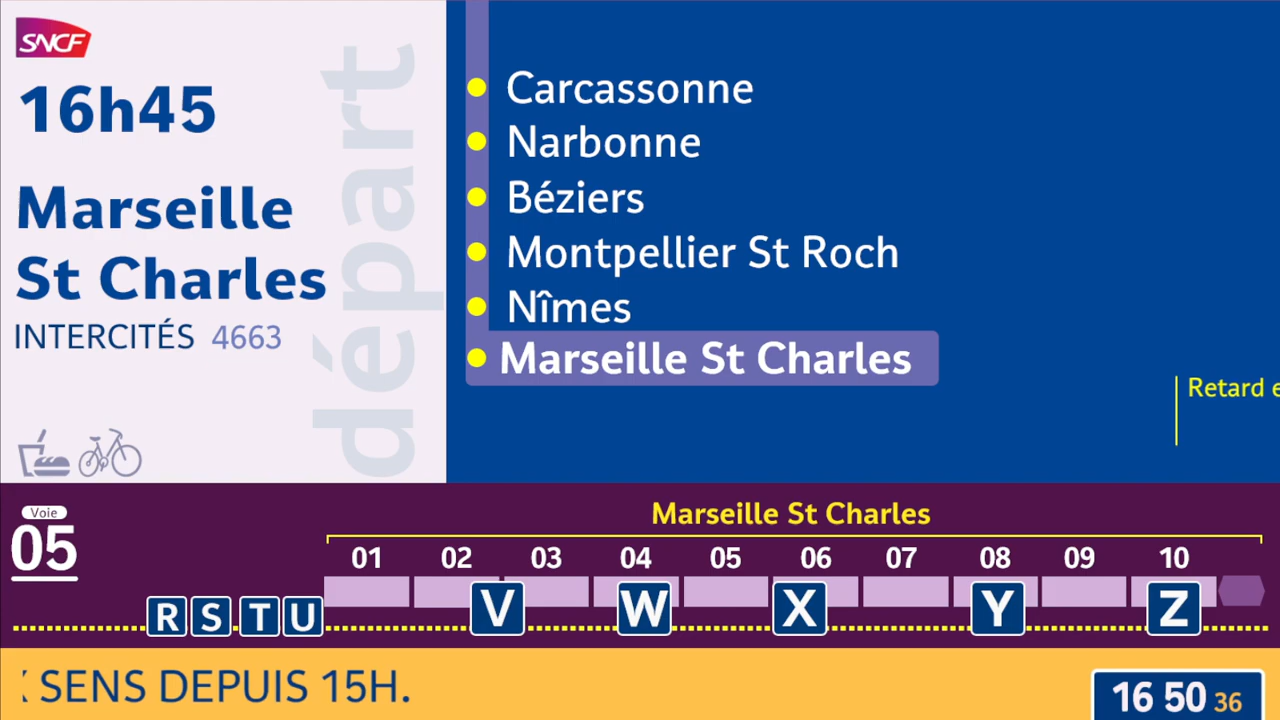 SNCF
16h45
Marseille
St Charles
INTERCITÉS 4663
départ
Carcassonne
Narbonne
Béziers
Montpellier St Roch
Nîmes
Marseille St Charles
Retard
Voie
05
Marseille St Charles
01 02 03 04 05 06 07 08 09 10
R S T U V W X Y Z
SENS DEPUIS 15H.
16 50 36